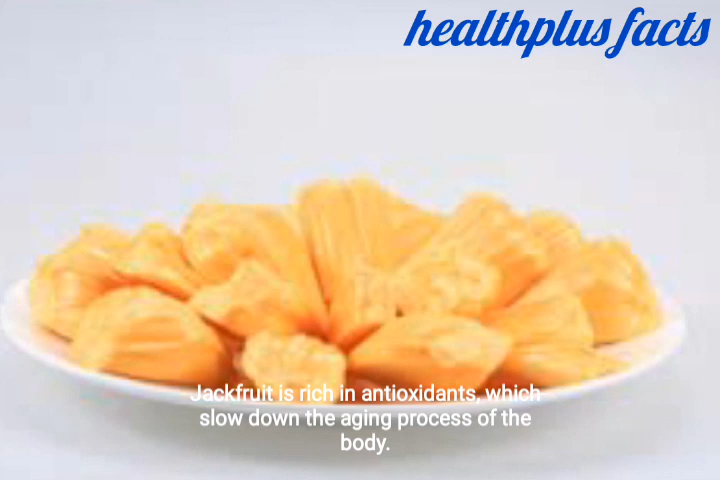 healthplus facts
Jackfruit is rich in antioxidants, which
slow down the aging process of the
body.